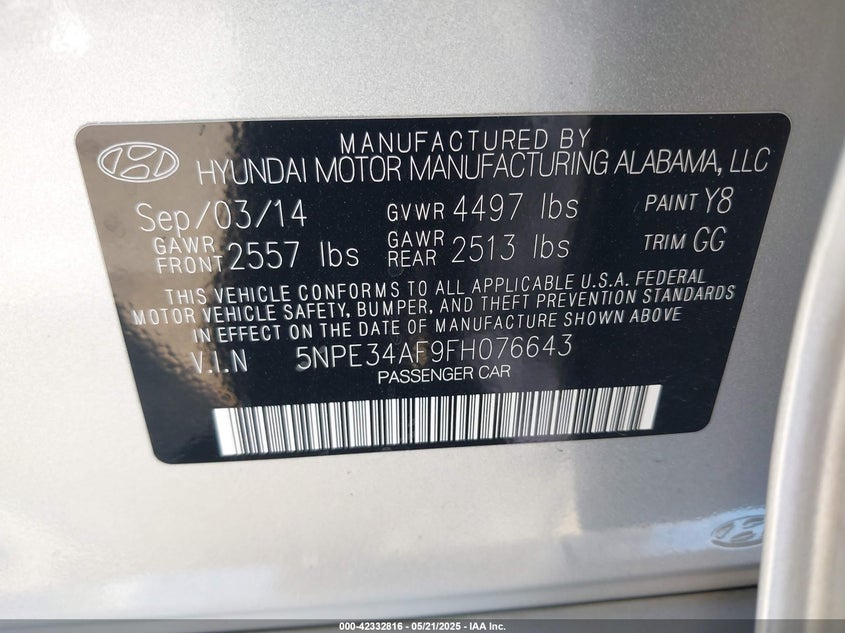 MANUFACTURED BY
HYUNDAI MOTOR MANUFACTURING ALABAMA, LLC
Sep/03/14 GVWR 4497 lbs PAINT Y8
GAWR FRONT 2557 lbs GAWR REAR 2513 lbs TRIM GG
THIS VEHICLE CONFORMS TO ALL APPLICABLE U.S.A. FEDERAL
MOTOR VEHICLE SAFETY, BUMPER, AND THEFT PREVENTION STANDARDS
IN EFFECT ON THE DATE OF MANUFACTURE SHOWN ABOVE
V.I.N 5NPE34AF9FH076643
PASSENGER CAR
000-42332816 - 05/21/2025 - IAA Inc.